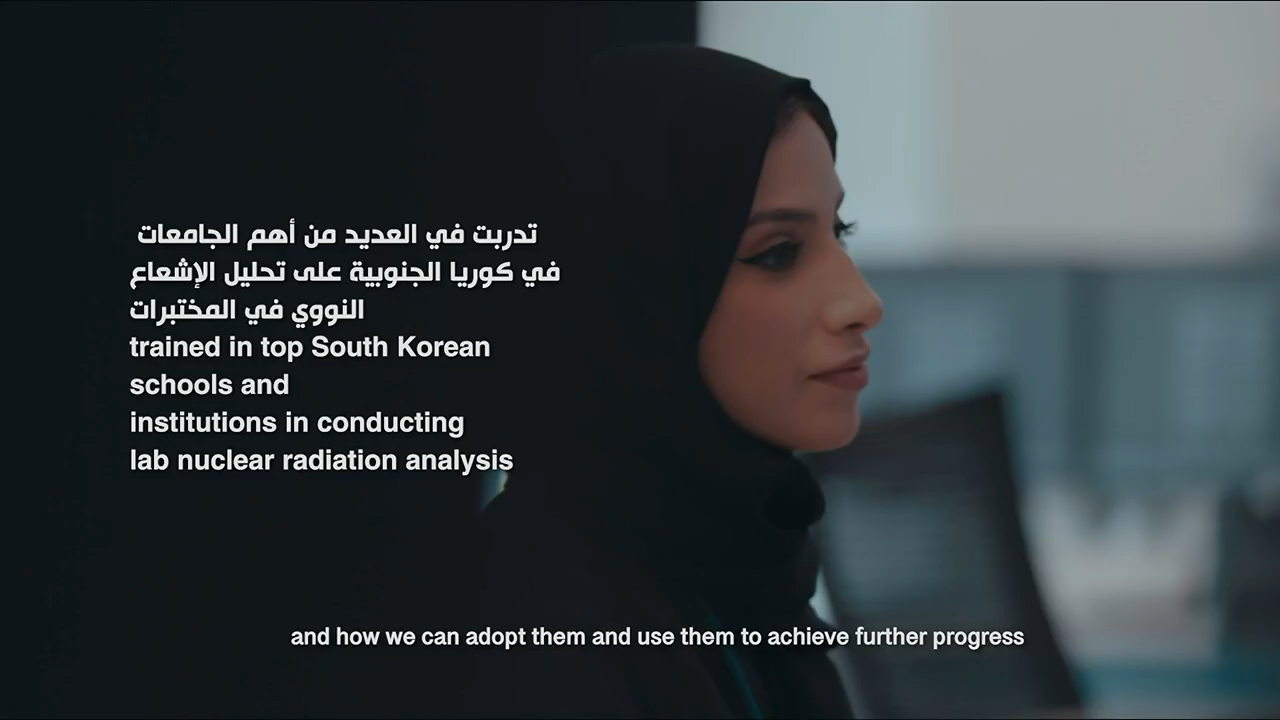 تدربت في العديد من أهم الجامعات
في كوريا الجنوبية على تحليل الإشعاع
النووي في المختبرات
trained in top South Korean
schools and
institutions in conducting
lab nuclear radiation analysis
and how we can adopt them and use them to achieve further progress